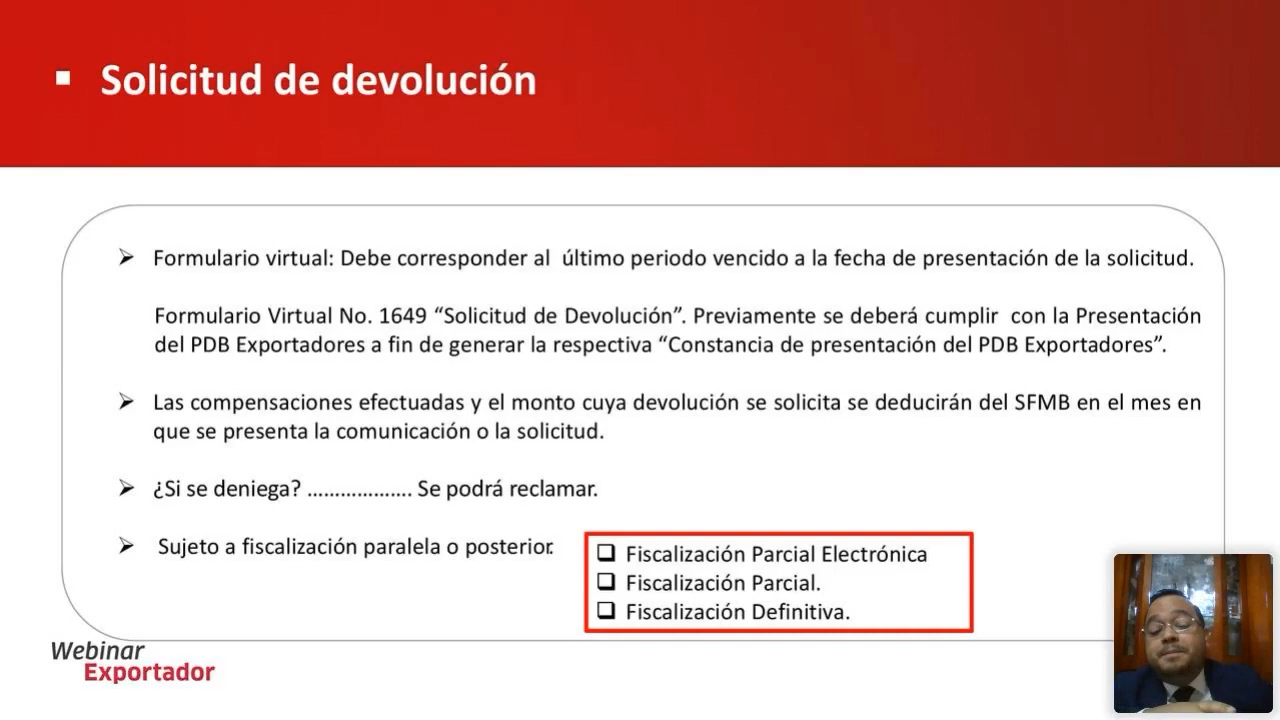 Solicitud de devolución
Formulario virtual: Debe corresponder al último periodo vencido a la fecha de presentación de la solicitud.
Formulario Virtual No. 1649 “Solicitud de Devolución”. Previamente se deberá cumplir con la Presentación
del PDB Exportadores a fin de generar la respectiva “Constancia de presentación del PDB Exportadores”.
Las compensaciones efectuadas y el monto cuya devolución se solicita se deducirán del SFMB en el mes en
que se presenta la comunicación o la solicitud.
¿Si se deniega? ………………. Se podrá reclamar.
Sujeto a fiscalización paralela o posterior.
Fiscalización Parcial Electrónica
Fiscalización Parcial.
Fiscalización Definitiva.
Webinar
Exportador